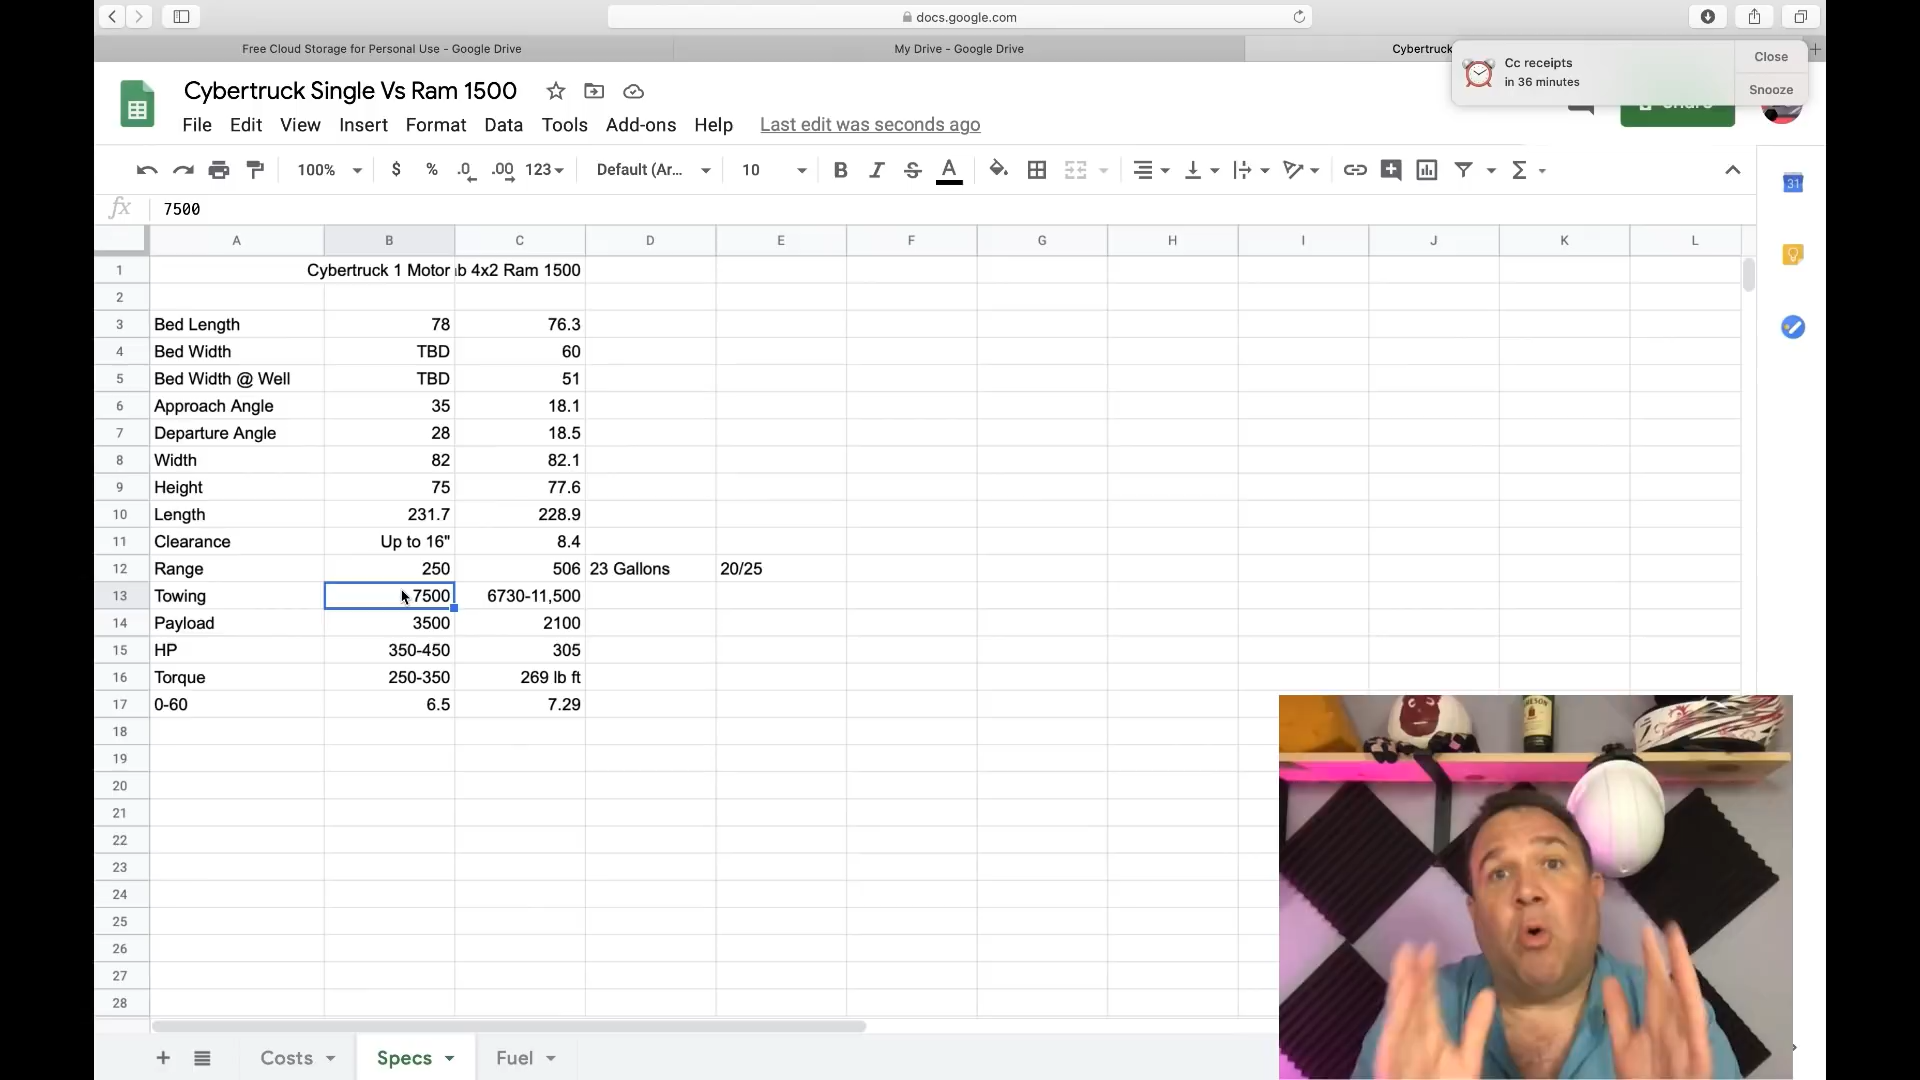 docs.google.com
Free Cloud Storage for Personal Use - Google Drive
My Drive - Google Drive
Cc receipts
in 36 minutes
Close
Snooze
Cybertruck Single Vs Ram 1500
File Edit View Insert Format Data Tools Add-ons Help Last edit was seconds ago
100% $ % .0 .00 123 Default (Ar... 10 B I S A
31
fx 7500
A B C D E F G H I J K L
1 Cybertruck 1 Motor 4x2 Ram 1500
2
3 Bed Length 78 76.3
4 Bed Width TBD 60
5 Bed Width @ Well TBD 51
6 Approach Angle 35 18.1
7 Departure Angle 28 18.5
8 Width 82 82.1
9 Height 75 77.6
10 Length 231.7 228.9
11 Clearance Up to 16" 8.4
12 Range 250 506 23 Gallons 20/25
13 Towing 7500 6730-11,500
14 Payload 3500 2100
15 HP 350-450 305
16 Torque 250-350 269 lb ft
17 0-60 6.5 7.29
18
19
20
21
22
23
24
25
26
27
28
Costs Specs Fuel